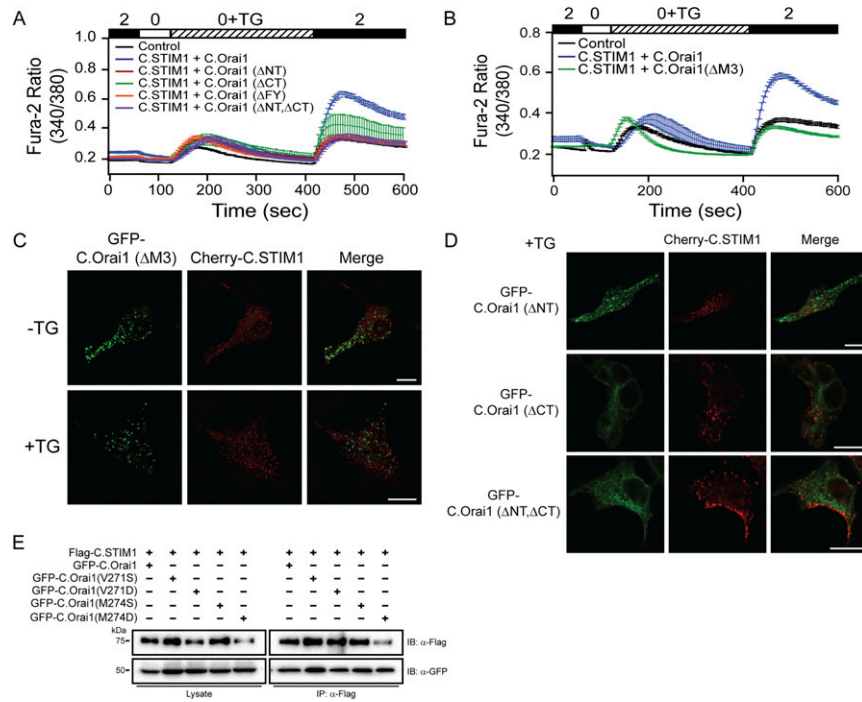 A
2 0 0+TG 2
Fura-2 Ratio
(340/380)
1.0
0.8
0.6
0.4
0.2
Control
C.STIM1 + C.Orai1
C.STIM1 + C.Orai1 (ΔNT)
C.STIM1 + C.Orai1 (ΔCT)
C.STIM1 + C.Orai1 (ΔFY)
C.STIM1 + C.Orai1 (ΔNT,ΔCT)
0 100 200 300 400 500 600
Time (sec)
B
2 0 0+TG 2
Fura-2 Ratio
(340/380)
0.8
0.6
0.4
0.2
Control
C.STIM1 + C.Orai1
C.STIM1 + C.Orai1(ΔM3)
0 200 400 600
Time (sec)
C
GFP-
C.Orai1 (ΔM3) Cherry-C.STIM1 Merge
-TG
+TG
D
+TG Cherry-C.STIM1 Merge
GFP-
C.Orai1 (ΔNT)
GFP-
C.Orai1 (ΔCT)
GFP-
C.Orai1 (ΔNT,ΔCT)
E
Flag-C.STIM1 + + + + + + + + + +
GFP-C.Orai1 + − − − − + − − − −
GFP-C.Orai1(V271S) − + − − − − + − − −
GFP-C.Orai1(V271D) − − + − − − − + − −
GFP-C.Orai1(M274S) − − − + − − − − + −
GFP-C.Orai1(M274D) − − − − + − − − − +
kDa
75 IB: α-Flag
50 IB: α-GFP
Lysate IP: α-Flag